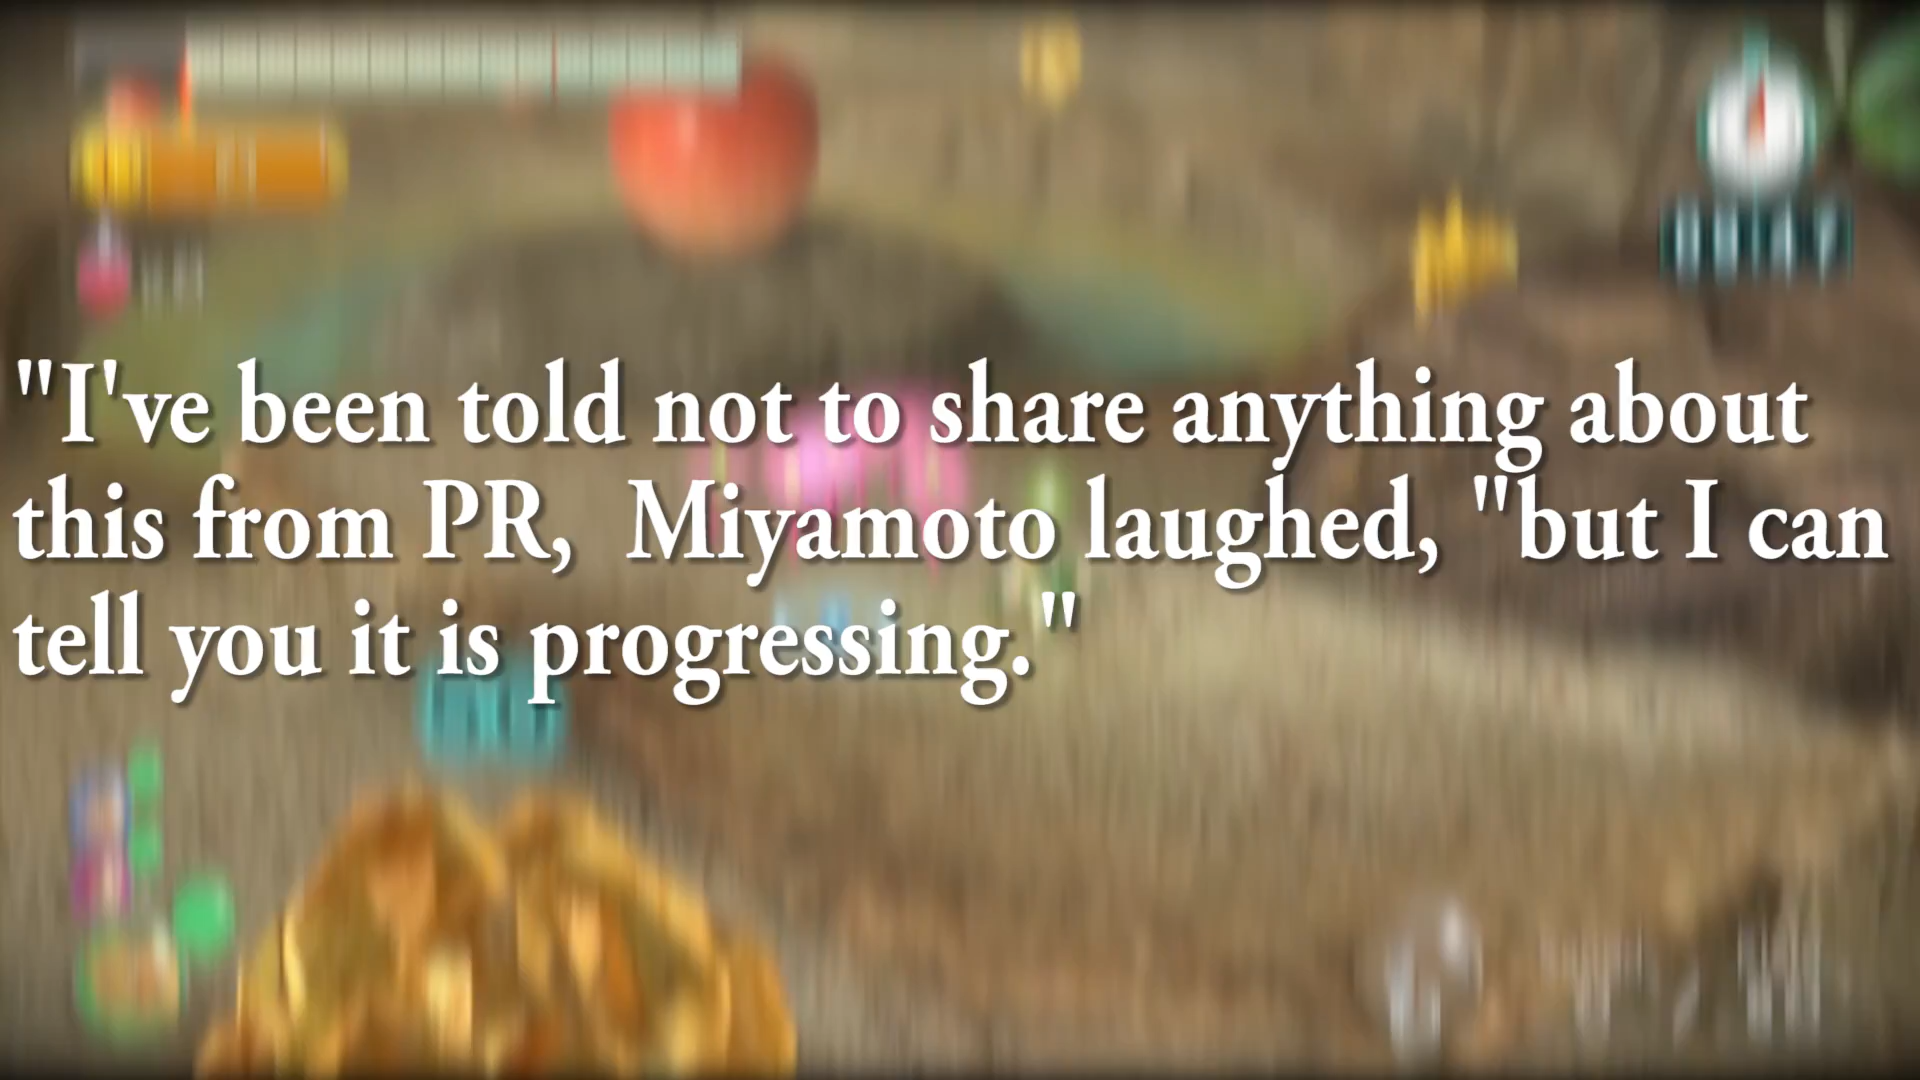 "I've been told not to share anything about
this from PR,  Miyamoto laughed, "but I can
tell you it is progressing."